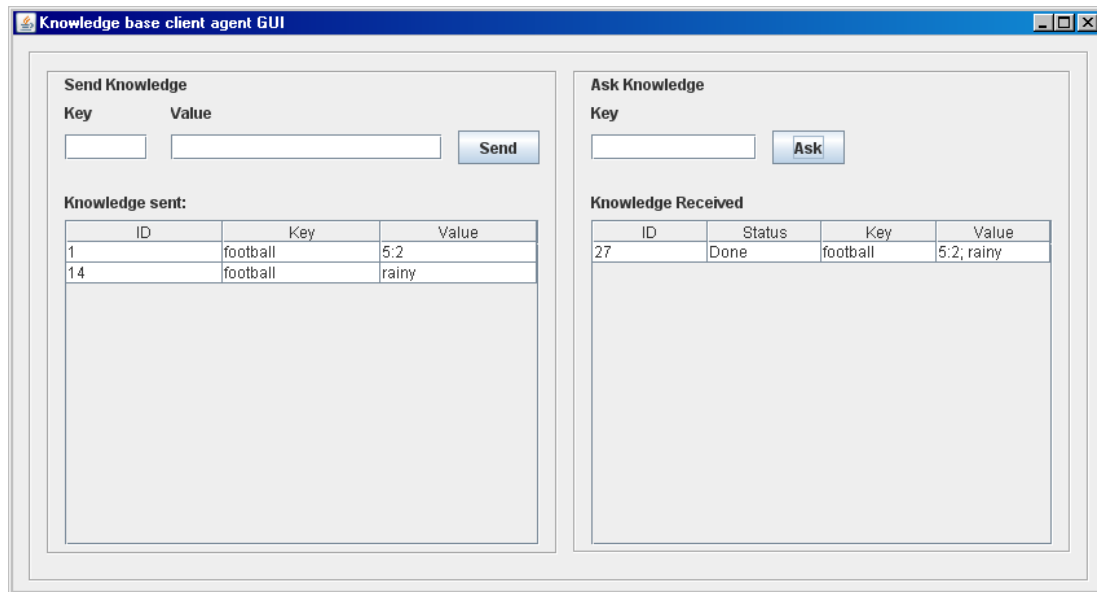 Knowledge base client agent GUI
Send Knowledge
Key Value
Send
Knowledge sent:
ID Key Value
1 football 5:2
14 football rainy
Ask Knowledge
Key
Ask
Knowledge Received
ID Status Key Value
27 Done football 5:2; rainy